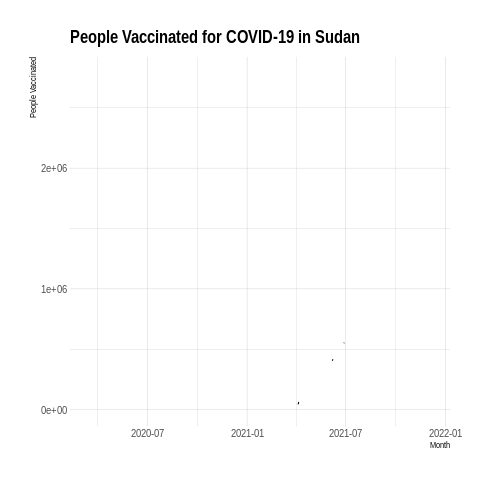 People Vaccinated for COVID-19 in Sudan
People Vaccinated
2e+06
1e+06
0e+00
2020-07
2021-01
2021-07
2022-01
Month